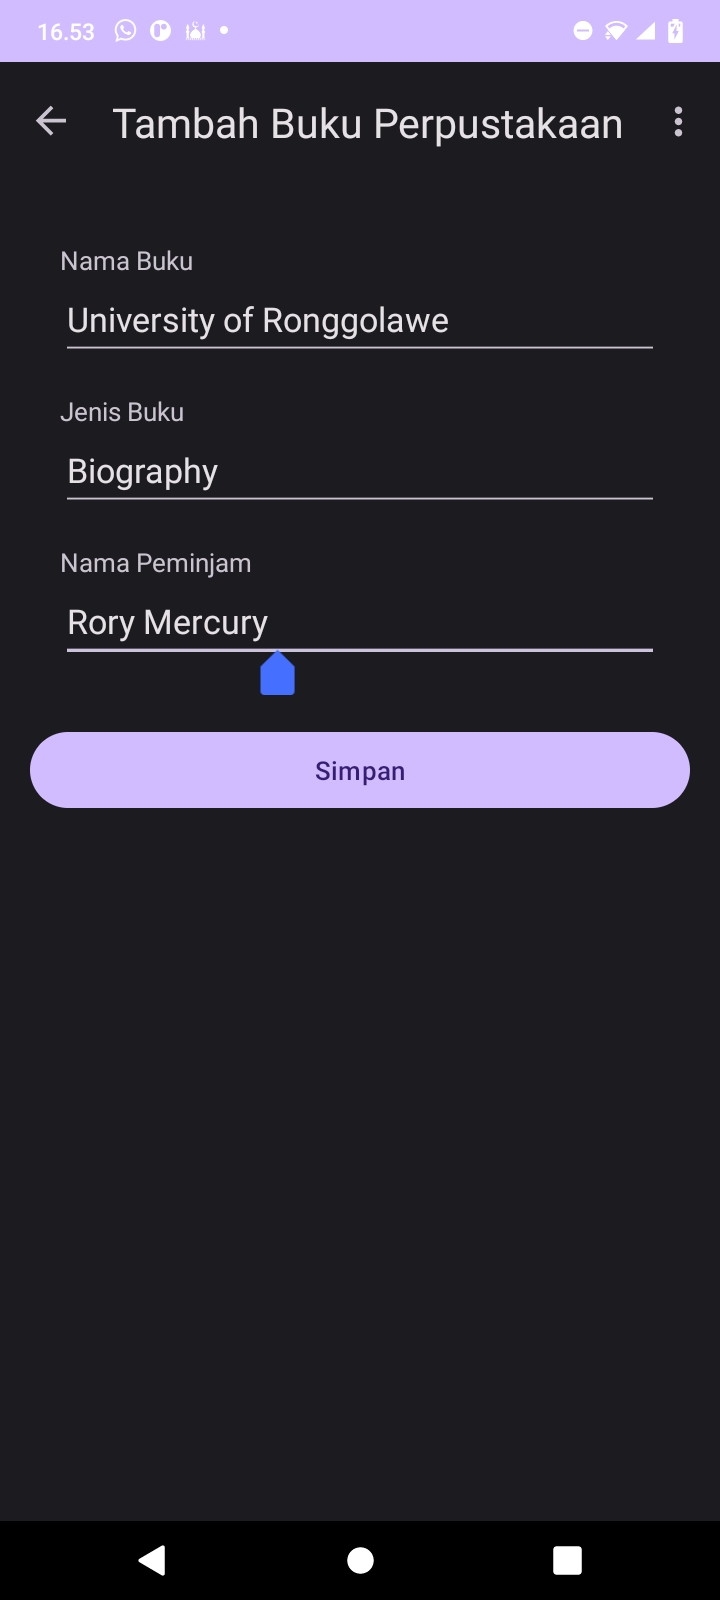 16.53
Tambah Buku Perpustakaan
Nama Buku
University of Ronggolawe
Jenis Buku
Biography
Nama Peminjam
Rory Mercury
Simpan